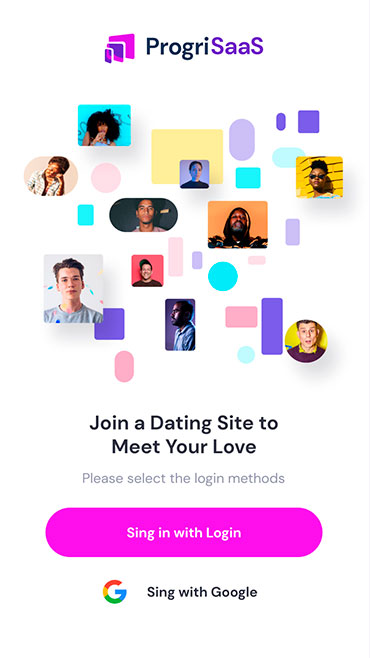 ProgriSaaS
Join a Dating Site to
Meet Your Love
Please select the login methods
Sing in with Login
Sing with Google